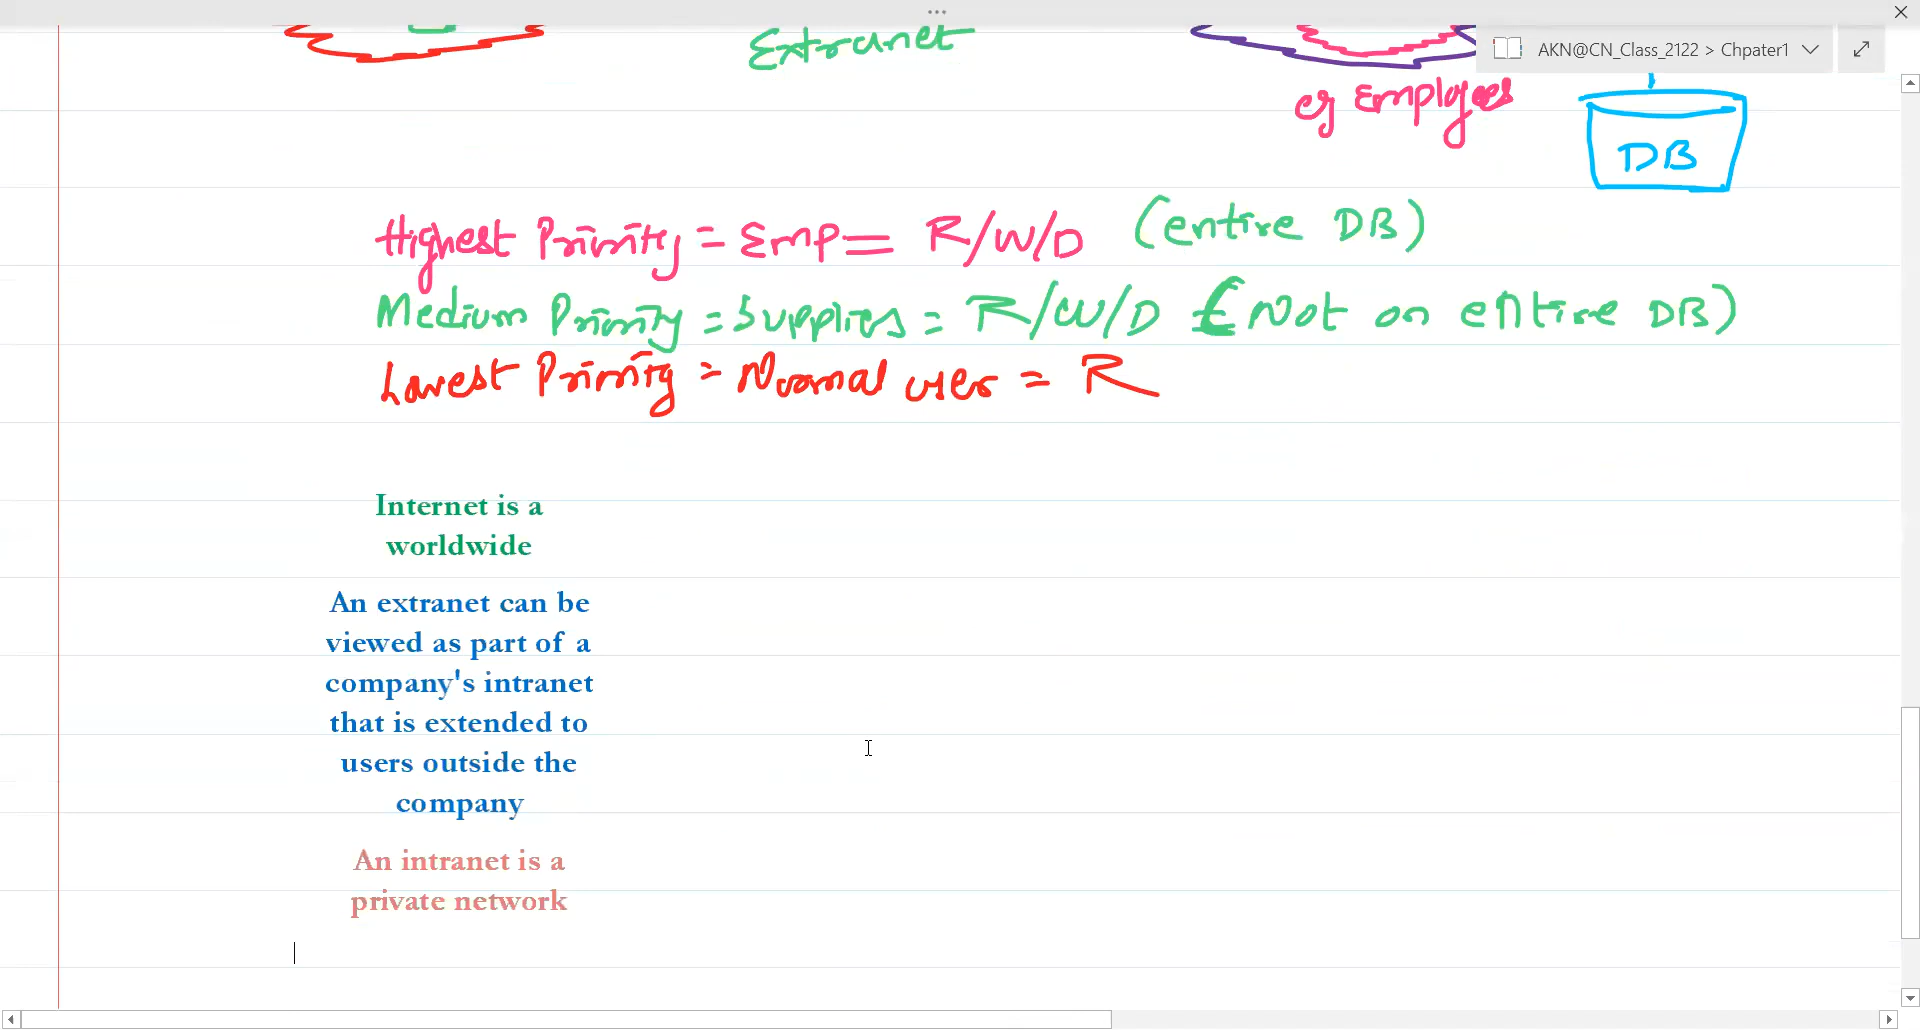 Extranet
AKN@CN_Class_2122 > Chpater1
eg Employees
DB
Highest Priority = Emp = R/W/D (entire DB)
Medium Priority = Suppliers = R/W/D (Not on entire DB)
Lowest Priority = Normal user = R
Internet is a
worldwide
An extranet can be
viewed as part of a
company's intranet
that is extended to
users outside the
company
An intranet is a
private network